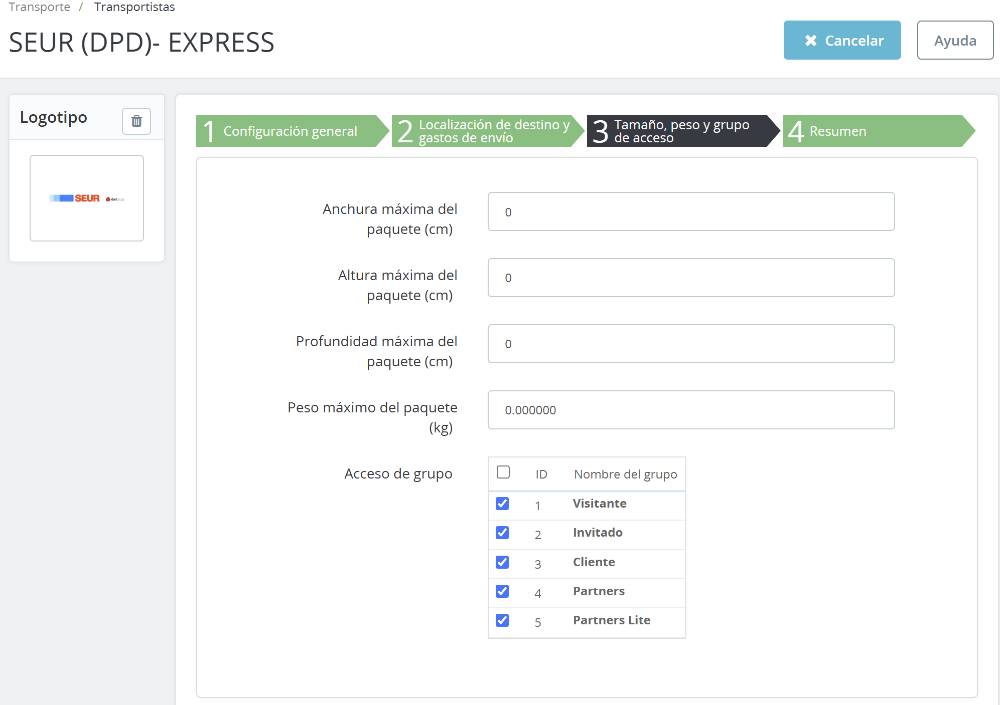 Transporte / Transportistas
SEUR (DPD)- EXPRESS
Cancelar
Ayuda
Logotipo
SEUR dpdgroup
1 Configuración general
2 Localización de destino y
gastos de envío
3 Tamaño, peso y grupo
de acceso
4 Resumen
Anchura máxima del
paquete (cm)
0
Altura máxima del
paquete (cm)
0
Profundidad máxima del
paquete (cm)
0
Peso máximo del paquete
(kg)
0.000000
Acceso de grupo
ID Nombre del grupo
1 Visitante
2 Invitado
3 Cliente
4 Partners
5 Partners Lite